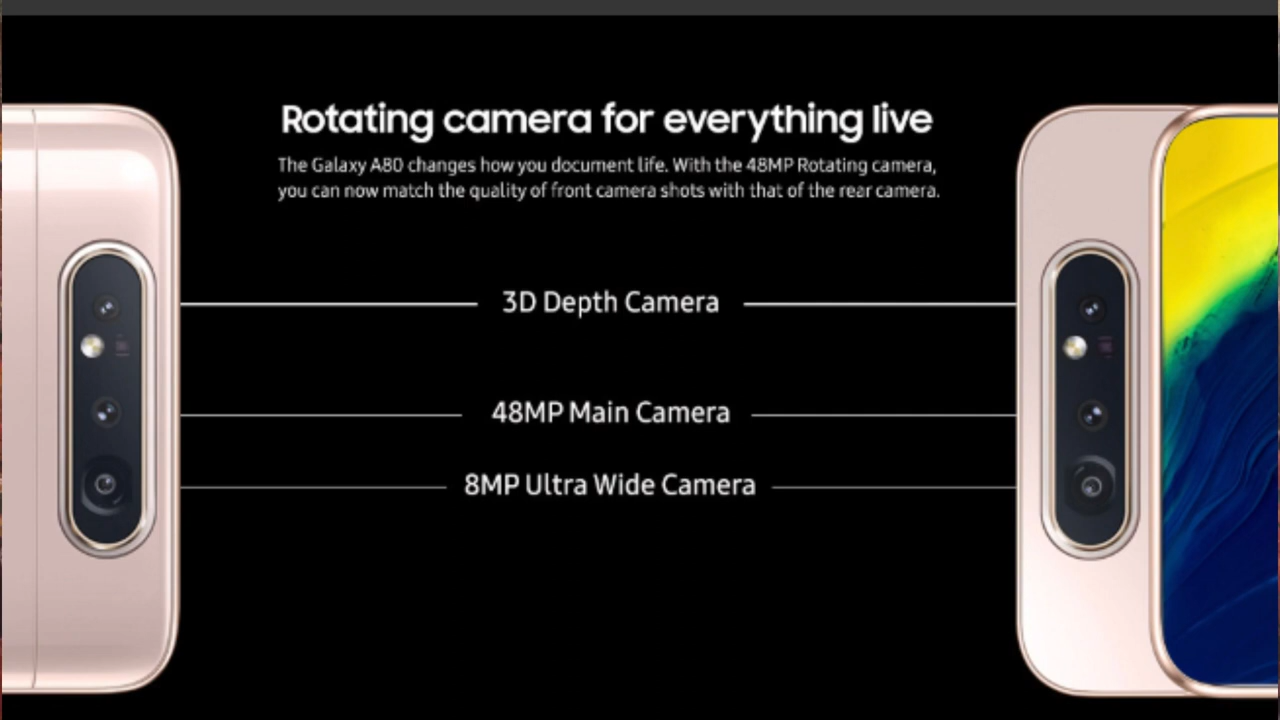 Rotating camera for everything live
The Galaxy A80 changes how you document life. With the 48MP Rotating camera,
you can now match the quality of front camera shots with that of the rear camera.
3D Depth Camera
48MP Main Camera
8MP Ultra Wide Camera